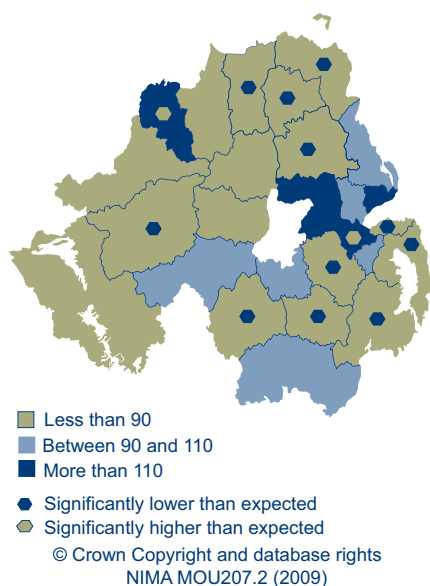 Less than 90
Between 90 and 110
More than 110
Significantly lower than expected
Significantly higher than expected
© Crown Copyright and database rights
NIMA MOU207.2 (2009)